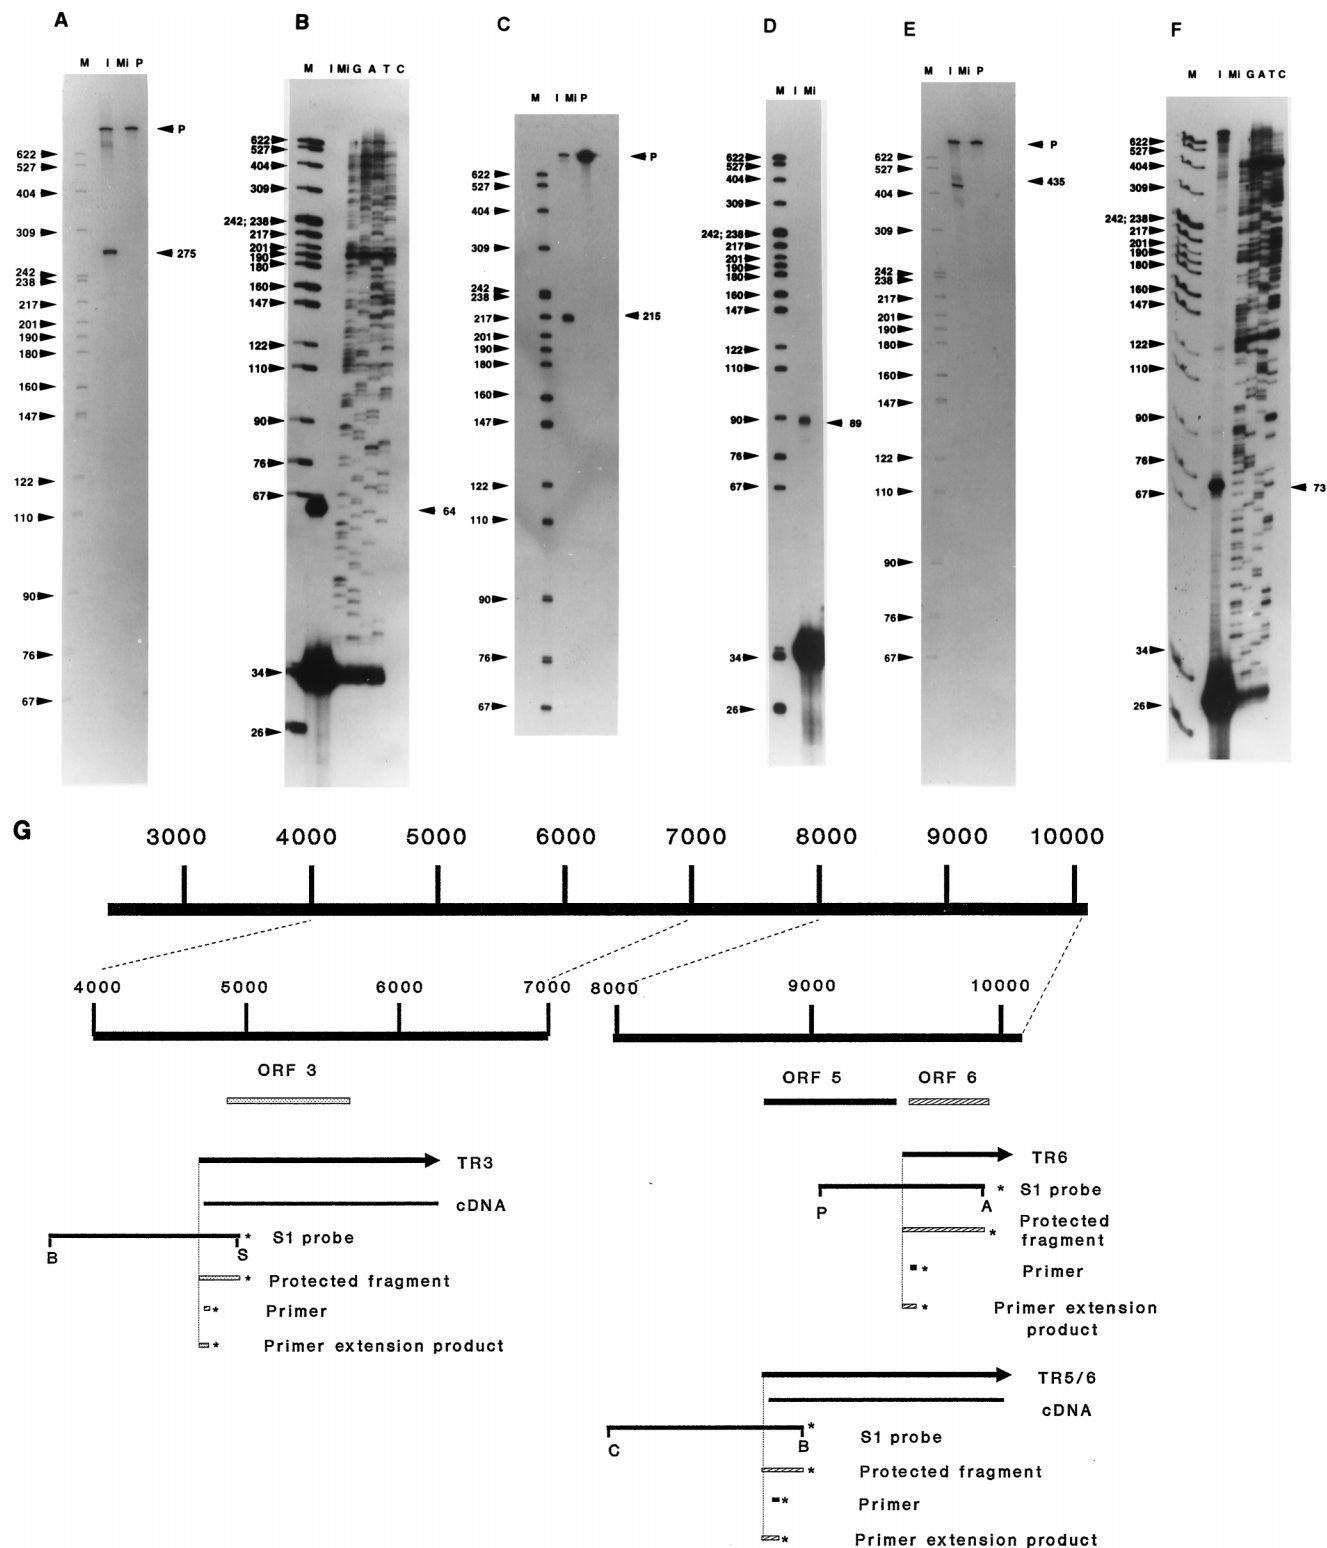 A
M I Mi P
P
622
527
404
309
275
242
238
217
201
190
180
160
147
122
110
90
76
67
B
M I Mi G A T C
622
527
404
309
242; 238
217
201
190
180
160
147
122
110
90
76
67
64
34
26
C
M I Mi P
P
622
527
404
309
242
238
217
215
201
190
180
160
147
122
110
90
76
67
D
M I Mi
622
527
404
309
242; 238
217
201
190
180
160
147
122
110
90
89
76
67
34
26
E
M I Mi P
P
622
527
435
404
309
242
238
217
201
190
180
160
147
122
110
90
76
67
F
M I Mi G A T C
622
527
404
309
242; 238
217
201
190
180
160
147
122
110
90
76
73
67
34
26
G
3000 4000 5000 6000 7000 8000 9000 10000
4000 5000 6000 7000
8000 9000 10000
ORF 3
TR3
cDNA
* S1 probe
B S
* Protected fragment
* Primer
* Primer extension product
ORF 5 ORF 6
TR6
* S1 probe
P A
* Protected
fragment
* Primer
* Primer extension
product
TR5/6
cDNA
* S1 probe
C B
* Protected fragment
* Primer
* Primer extension product